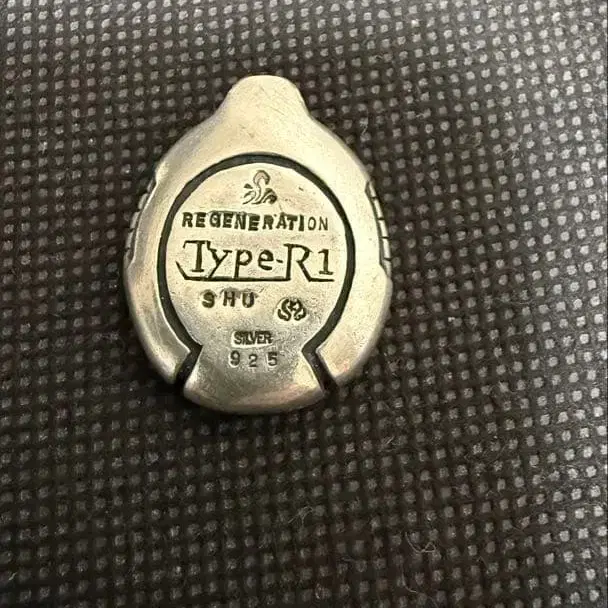 REGENERATION
Type-R1
SHU
SILVER
925